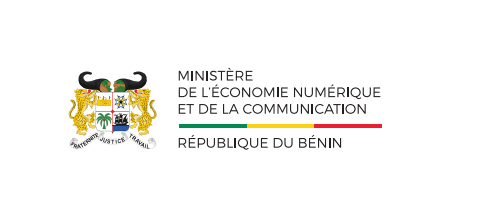 MINISTÈRE
DE L'ÉCONOMIE NUMÉRIQUE
ET DE LA COMMUNICATION
RÉPUBLIQUE DU BÉNIN
FRATERNITÉ JUSTICE TRAVAIL